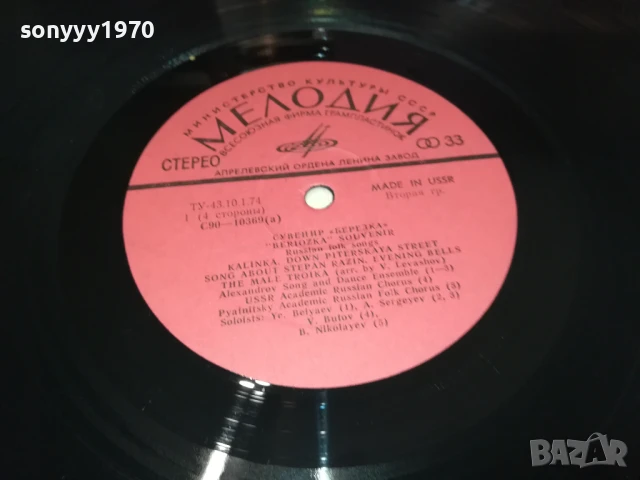 sonyyy1970
МИНИСТЕРСТВО КУЛЬТУРЫ СССР
МЕЛОДИЯ
ВСЕСОЮЗНАЯ ФИРМА ГРАМПЛАСТИНОК
СТЕРЕО
33
АПРЕЛЕВСКИЙ ОРДЕНА ЛЕНИНА ЗАВОД
ТУ-43.10.1.74
MADE IN USSR
1 (4 стороны)
Вторая гр.
С90—10369(а)
СУВЕНИР «БЕРЕЗКА»
"BERIOZKA" SOUVENIR
Russian folk songs
KALINKA. DOWN PITERSKAYA STREET
SONG ABOUT STEPAN RAZIN. EVENING BELLS
THE MALE TROIKA (arr. by V. Levashov)
Alexandrov Song and Dance Ensemble (1—3)
USSR Academic Russian Chorus (4)
Pyatnitsky Academic Russian Folk Chorus (5)
Soloists: Ye. Belyaev (1), A. Sergeyev (2, 3)
V. Butov (4),
B. Nikolayev (5)
BAZAR
bg